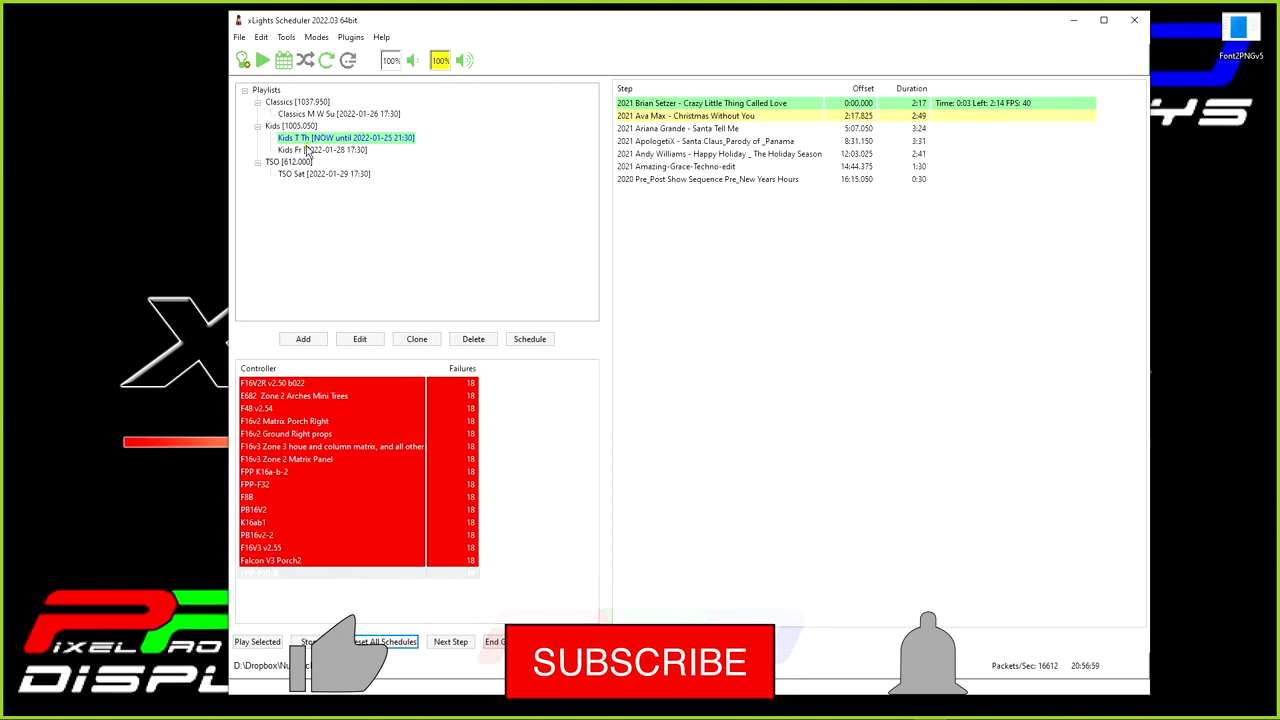 xLights Scheduler 2022.03 64bit
File Edit Tools Modes Plugins Help
100% 100%
Playlists
Classics [1037.950]
Classics M W Su [2022-01-26 17:30]
Kids [1005.050]
Kids T Th [NOW until 2022-01-25 21:30]
Kids Fr [2022-01-28 17:30]
TSO [612.000]
TSO Sat [2022-01-29 17:30]
Add Edit Clone Delete Schedule
Controller Failures
F16V2R v2.50 b022 18
E682 Zone 2 Arches Mini Trees 18
F48 v2.54 18
F16v2 Matrix Porch RIght 18
F16v2 Ground Right props 18
F16v3 Zone 3 houe and column matrix, and all other 18
F16v3 Zone 2 Matrix Panel 18
FPP K16a-b-2 18
FPP-F32 18
F8B 18
PB16V2 18
K16ab1 18
PB16v2-2 18
F16V3 v2.55 18
Falcon V3 Porch2 18
Step Offset Duration
2021 Brian Setzer - Crazy Little Thing Called Love 0:00.000 2:17 Time: 0:03 Left: 2:14 FPS: 40
2021 Ava Max - Christmas Without You 2:17.825 2:49
2021 Ariana Grande - Santa Tell Me 5:07.050 3:24
2021 ApologetiX - Santa Claus_Parody of _Panama 8:31.150 3:31
2021 Andy Williams - Happy Holiday _ The Holiday Season 12:03.025 2:41
2021 Amazing-Grace-Techno-edit 14:44.375 1:30
2020 Pre_Post Show Sequence Pre_New Years Hours 16:15.050 0:30
Play Selected Sto eset All Schedules Next Step End G
D:\Dropbox\Nu
Packets/Sec: 16612 20:56:59
SUBSCRIBE
Font2PNGv5
YS
X
PIXEL PRO
DISPL